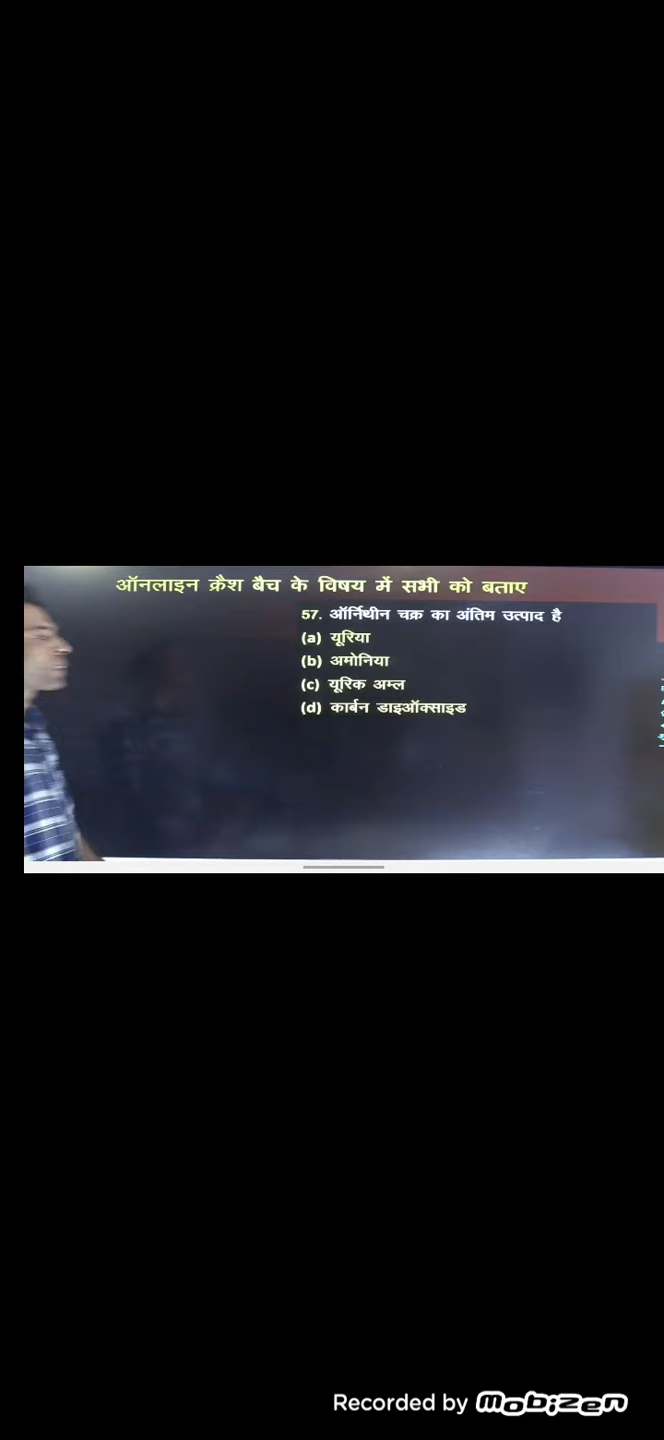 ऑनलाइन क्रैश बैच के विषय में सभी को बताए
57. ऑर्निथीन चक्र का अंतिम उत्पाद है
(a) यूरिया
(b) अमोनिया
(c) यूरिक अम्ल
(d) कार्बन डाइऑक्साइड
Recorded by mobizen